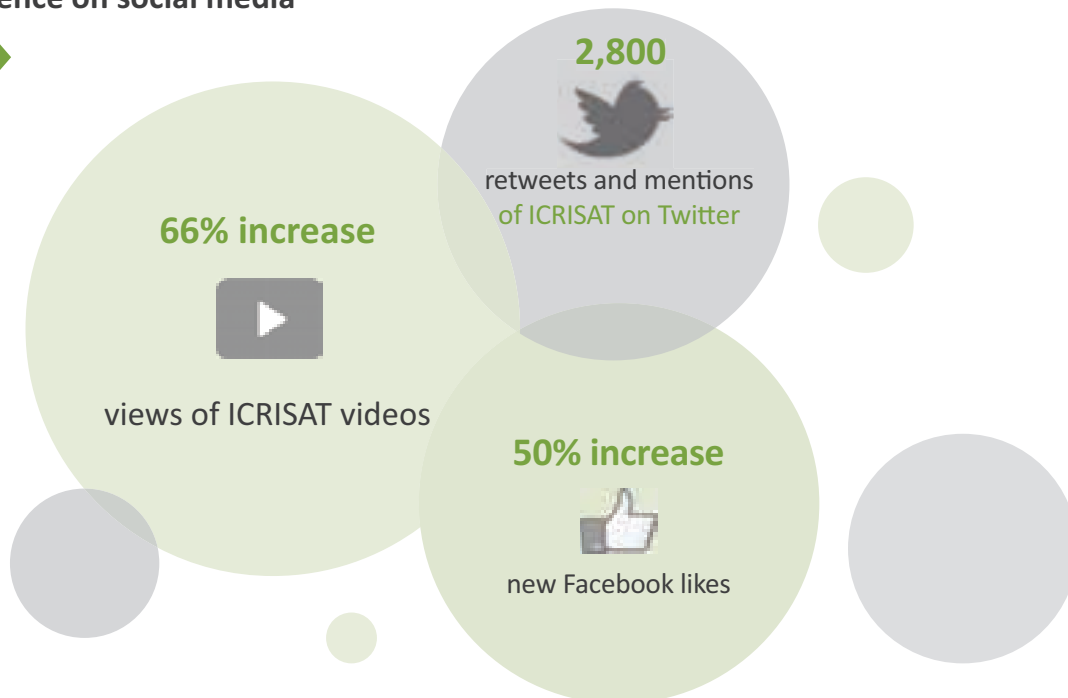 on social media
2,800
retweets and mentions
of ICRISAT on Twitter
66% increase
views of ICRISAT videos
50% increase
new Facebook likes